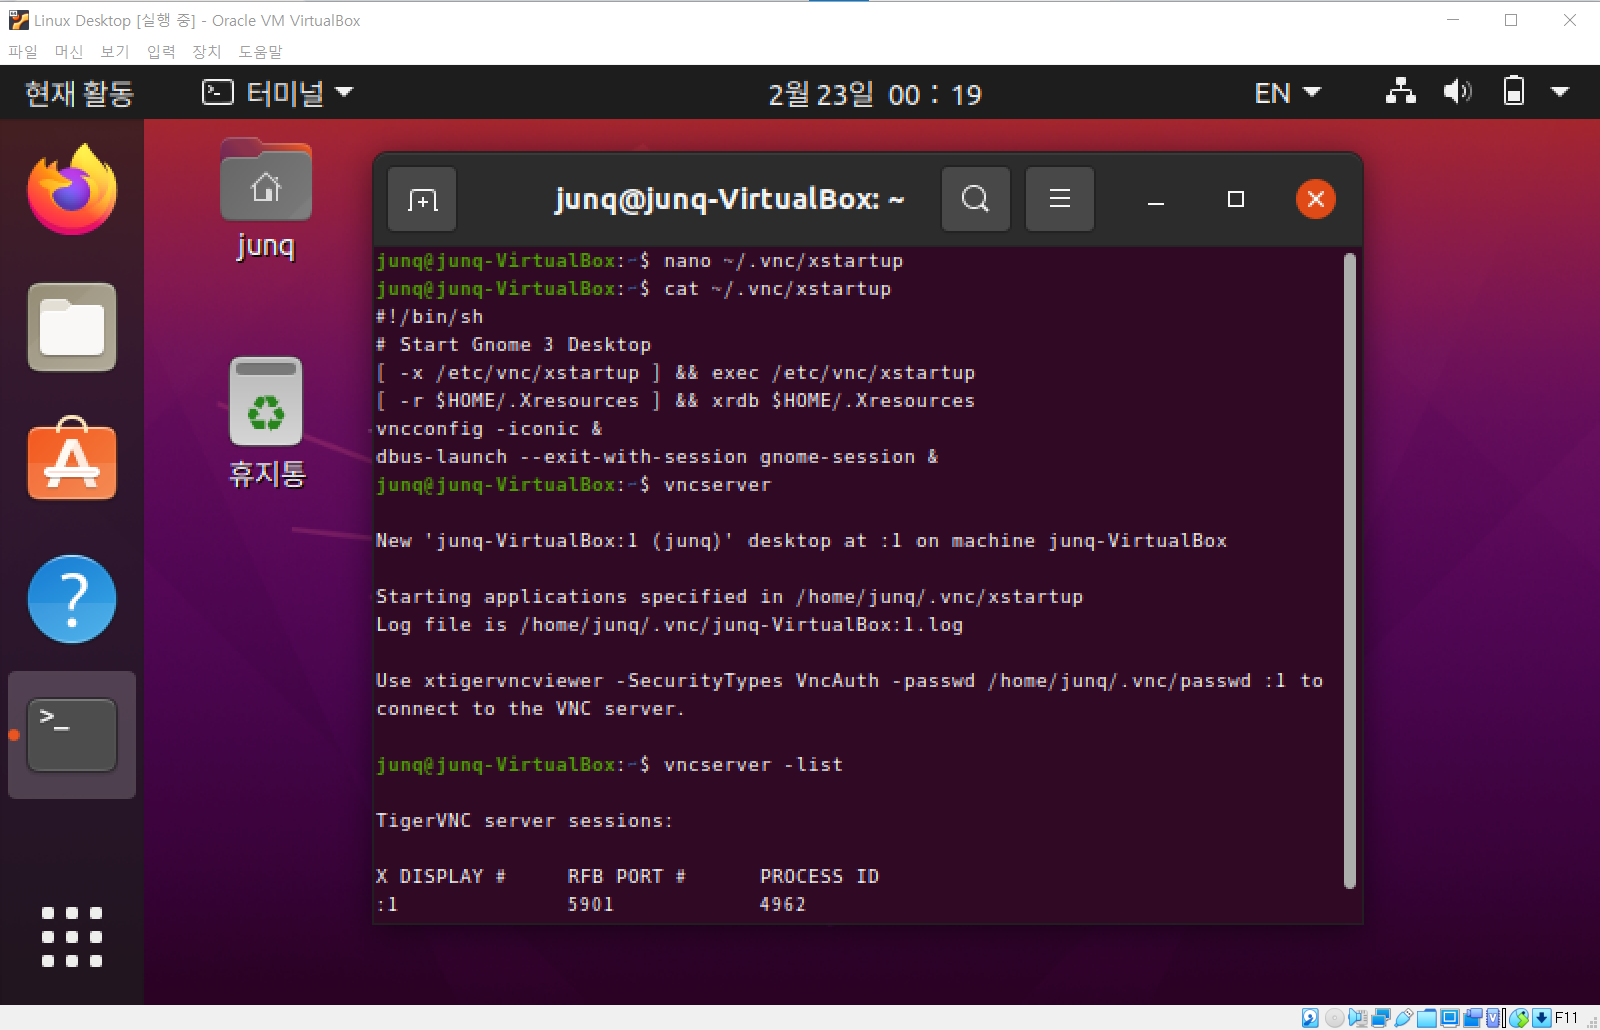 Linux Desktop [실행 중] - Oracle VM VirtualBox
파일 머신 보기 입력 장치 도움말
현재 활동 터미널 2월 23일 00 : 19 EN
junq
휴지통
junq@junq-VirtualBox: ~
junq@junq-VirtualBox:~$ nano ~/.vnc/xstartup
junq@junq-VirtualBox:~$ cat ~/.vnc/xstartup
#!/bin/sh
# Start Gnome 3 Desktop
[ -x /etc/vnc/xstartup ] && exec /etc/vnc/xstartup
[ -r $HOME/.Xresources ] && xrdb $HOME/.Xresources
vncconfig -iconic &
dbus-launch --exit-with-session gnome-session &
junq@junq-VirtualBox:~$ vncserver
New 'junq-VirtualBox:1 (junq)' desktop at :1 on machine junq-VirtualBox
Starting applications specified in /home/junq/.vnc/xstartup
Log file is /home/junq/.vnc/junq-VirtualBox:1.log
Use xtigervncviewer -SecurityTypes VncAuth -passwd /home/junq/.vnc/passwd :1 to
connect to the VNC server.
junq@junq-VirtualBox:~$ vncserver -list
TigerVNC server sessions:
X DISPLAY # RFB PORT # PROCESS ID
:1 5901 4962
F11